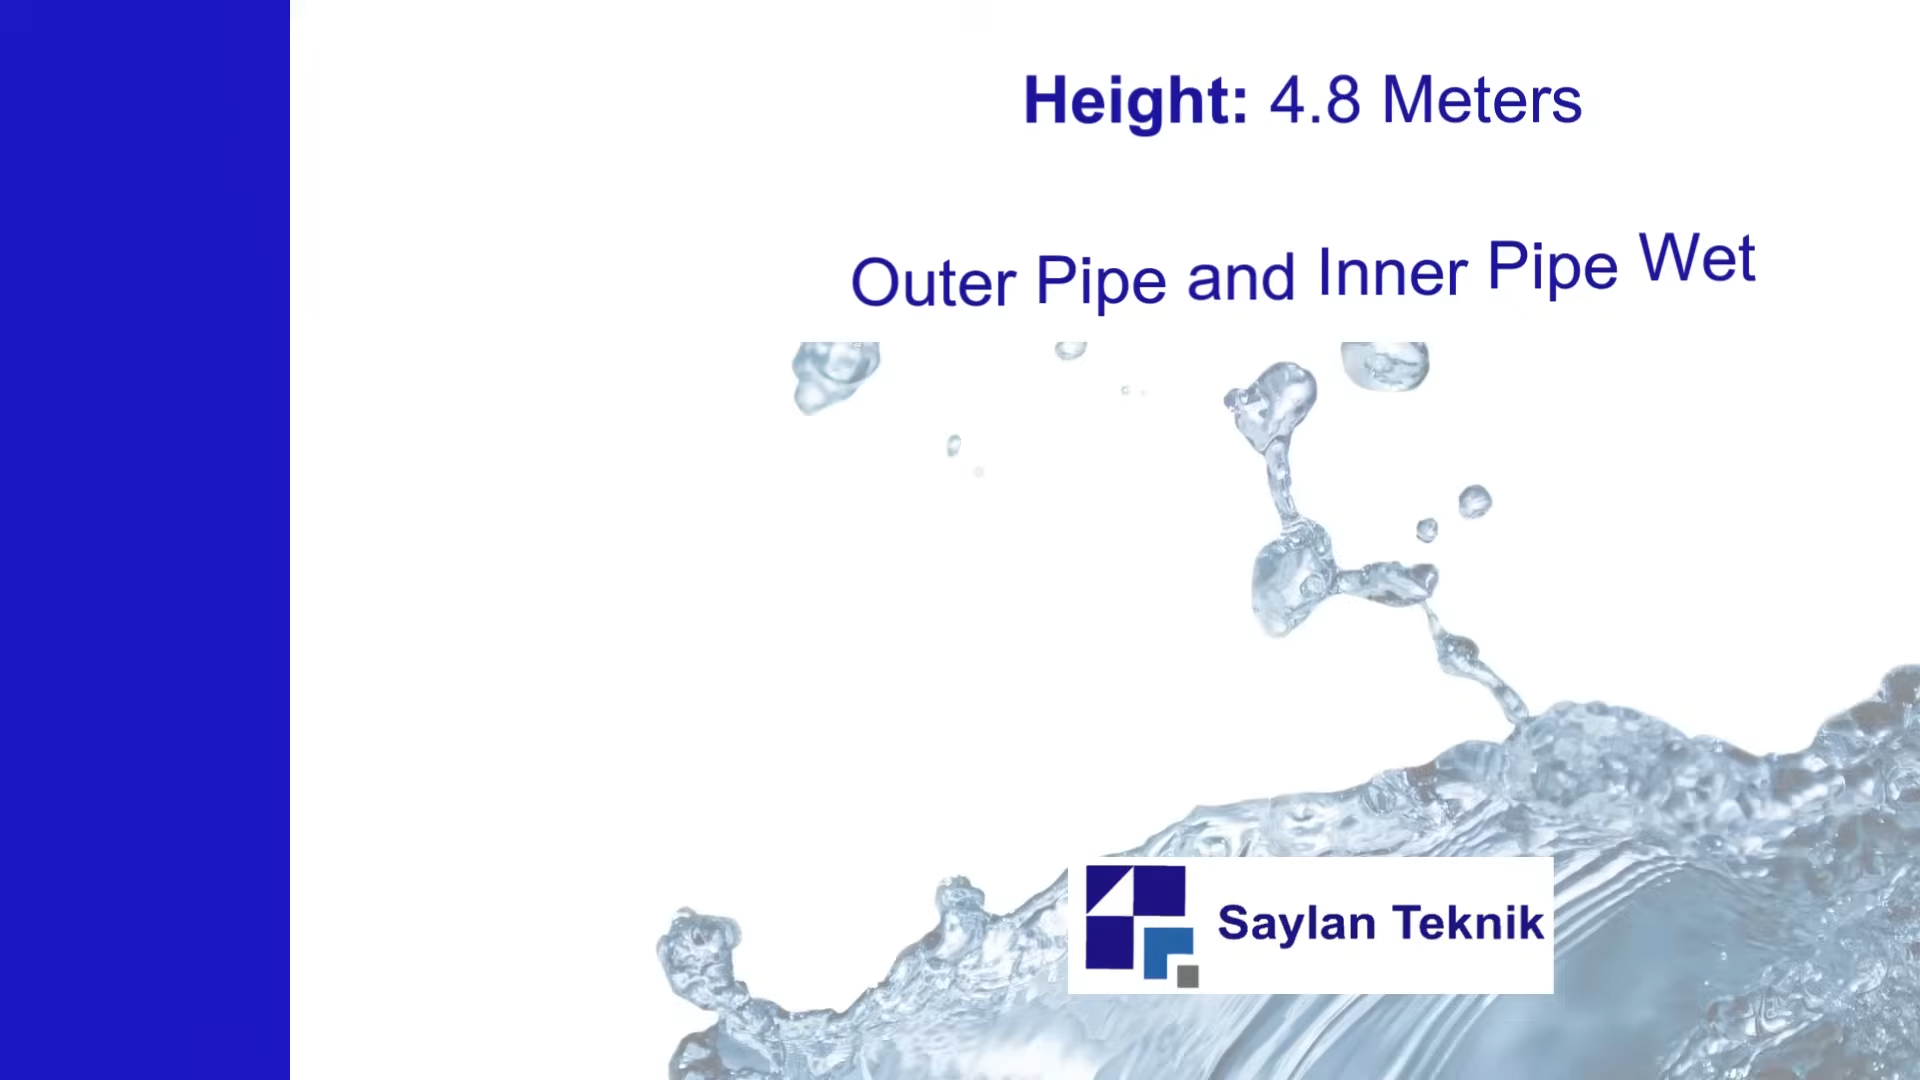 Height: 4.8 Meters
Outer Pipe and Inner Pipe Wet
Saylan Teknik